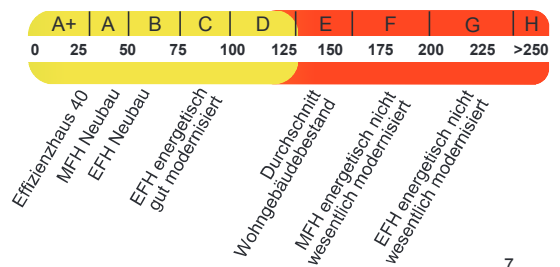 A+ A B C D E F G H
0 25 50 75 100 125 150 175 200 225 >250
Effizienzhaus 40
MFH Neubau
EFH Neubau
EFH energetisch
gut modernisiert
Durchschnitt
Wohngebäudebestand
MFH energetisch nicht
wesentlich modernisiert
EFH energetisch nicht
wesentlich modernisiert
7